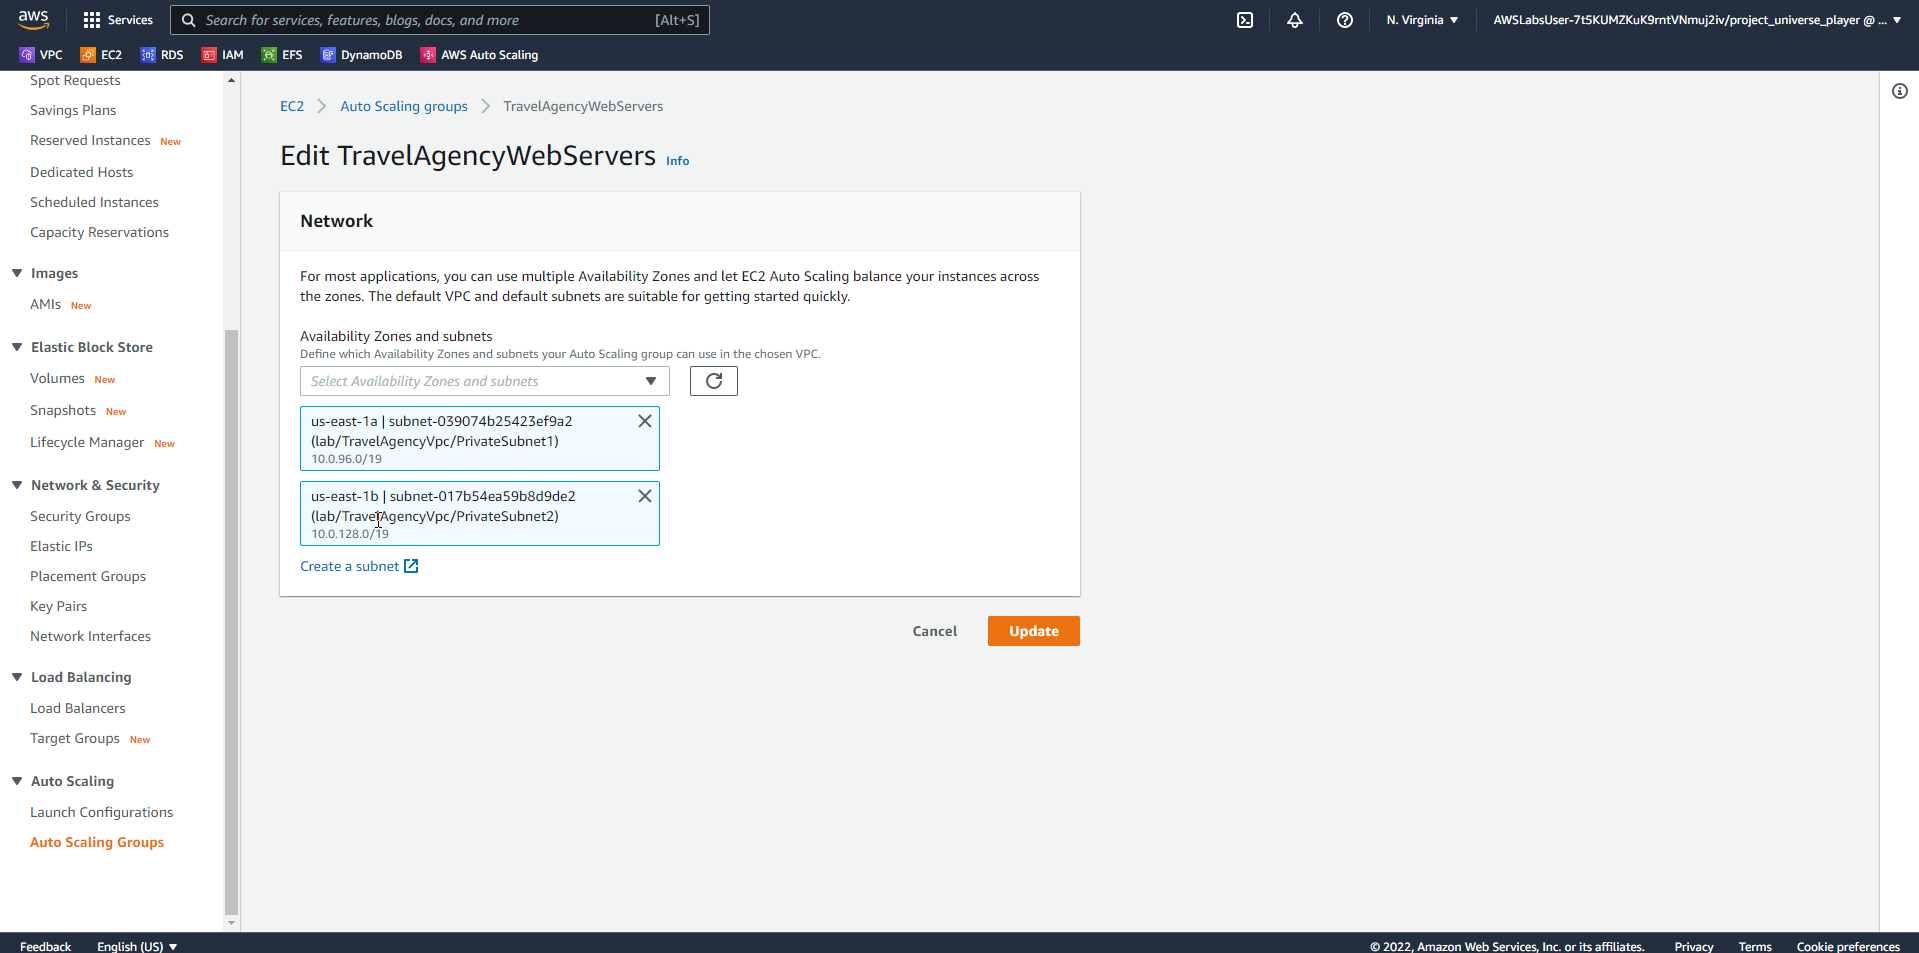 aws
Services
Search for services, features, blogs, docs, and more
[Alt+S]
N. Virginia
AWSLabsUser-7t5KUMZKuK9rntVNmuj2iv/project_universe_player @ ...
VPC
EC2
RDS
IAM
EFS
DynamoDB
AWS Auto Scaling
Spot Requests
Savings Plans
Reserved Instances New
Dedicated Hosts
Scheduled Instances
Capacity Reservations
Images
AMIs New
Elastic Block Store
Volumes New
Snapshots New
Lifecycle Manager New
Network & Security
Security Groups
Elastic IPs
Placement Groups
Key Pairs
Network Interfaces
Load Balancing
Load Balancers
Target Groups New
Auto Scaling
Launch Configurations
Auto Scaling Groups
EC2 > Auto Scaling groups > TravelAgencyWebServers
Edit TravelAgencyWebServers Info
Network
For most applications, you can use multiple Availability Zones and let EC2 Auto Scaling balance your instances across
the zones. The default VPC and default subnets are suitable for getting started quickly.
Availability Zones and subnets
Define which Availability Zones and subnets your Auto Scaling group can use in the chosen VPC.
Select Availability Zones and subnets
us-east-1a | subnet-039074b25423ef9a2
(lab/TravelAgencyVpc/PrivateSubnet1)
10.0.96.0/19
us-east-1b | subnet-017b54ea59b8d9de2
(lab/TravelAgencyVpc/PrivateSubnet2)
10.0.128.0/19
Create a subnet
Cancel
Update
Feedback
English (US)
© 2022, Amazon Web Services, Inc. or its affiliates.
Privacy
Terms
Cookie preferences